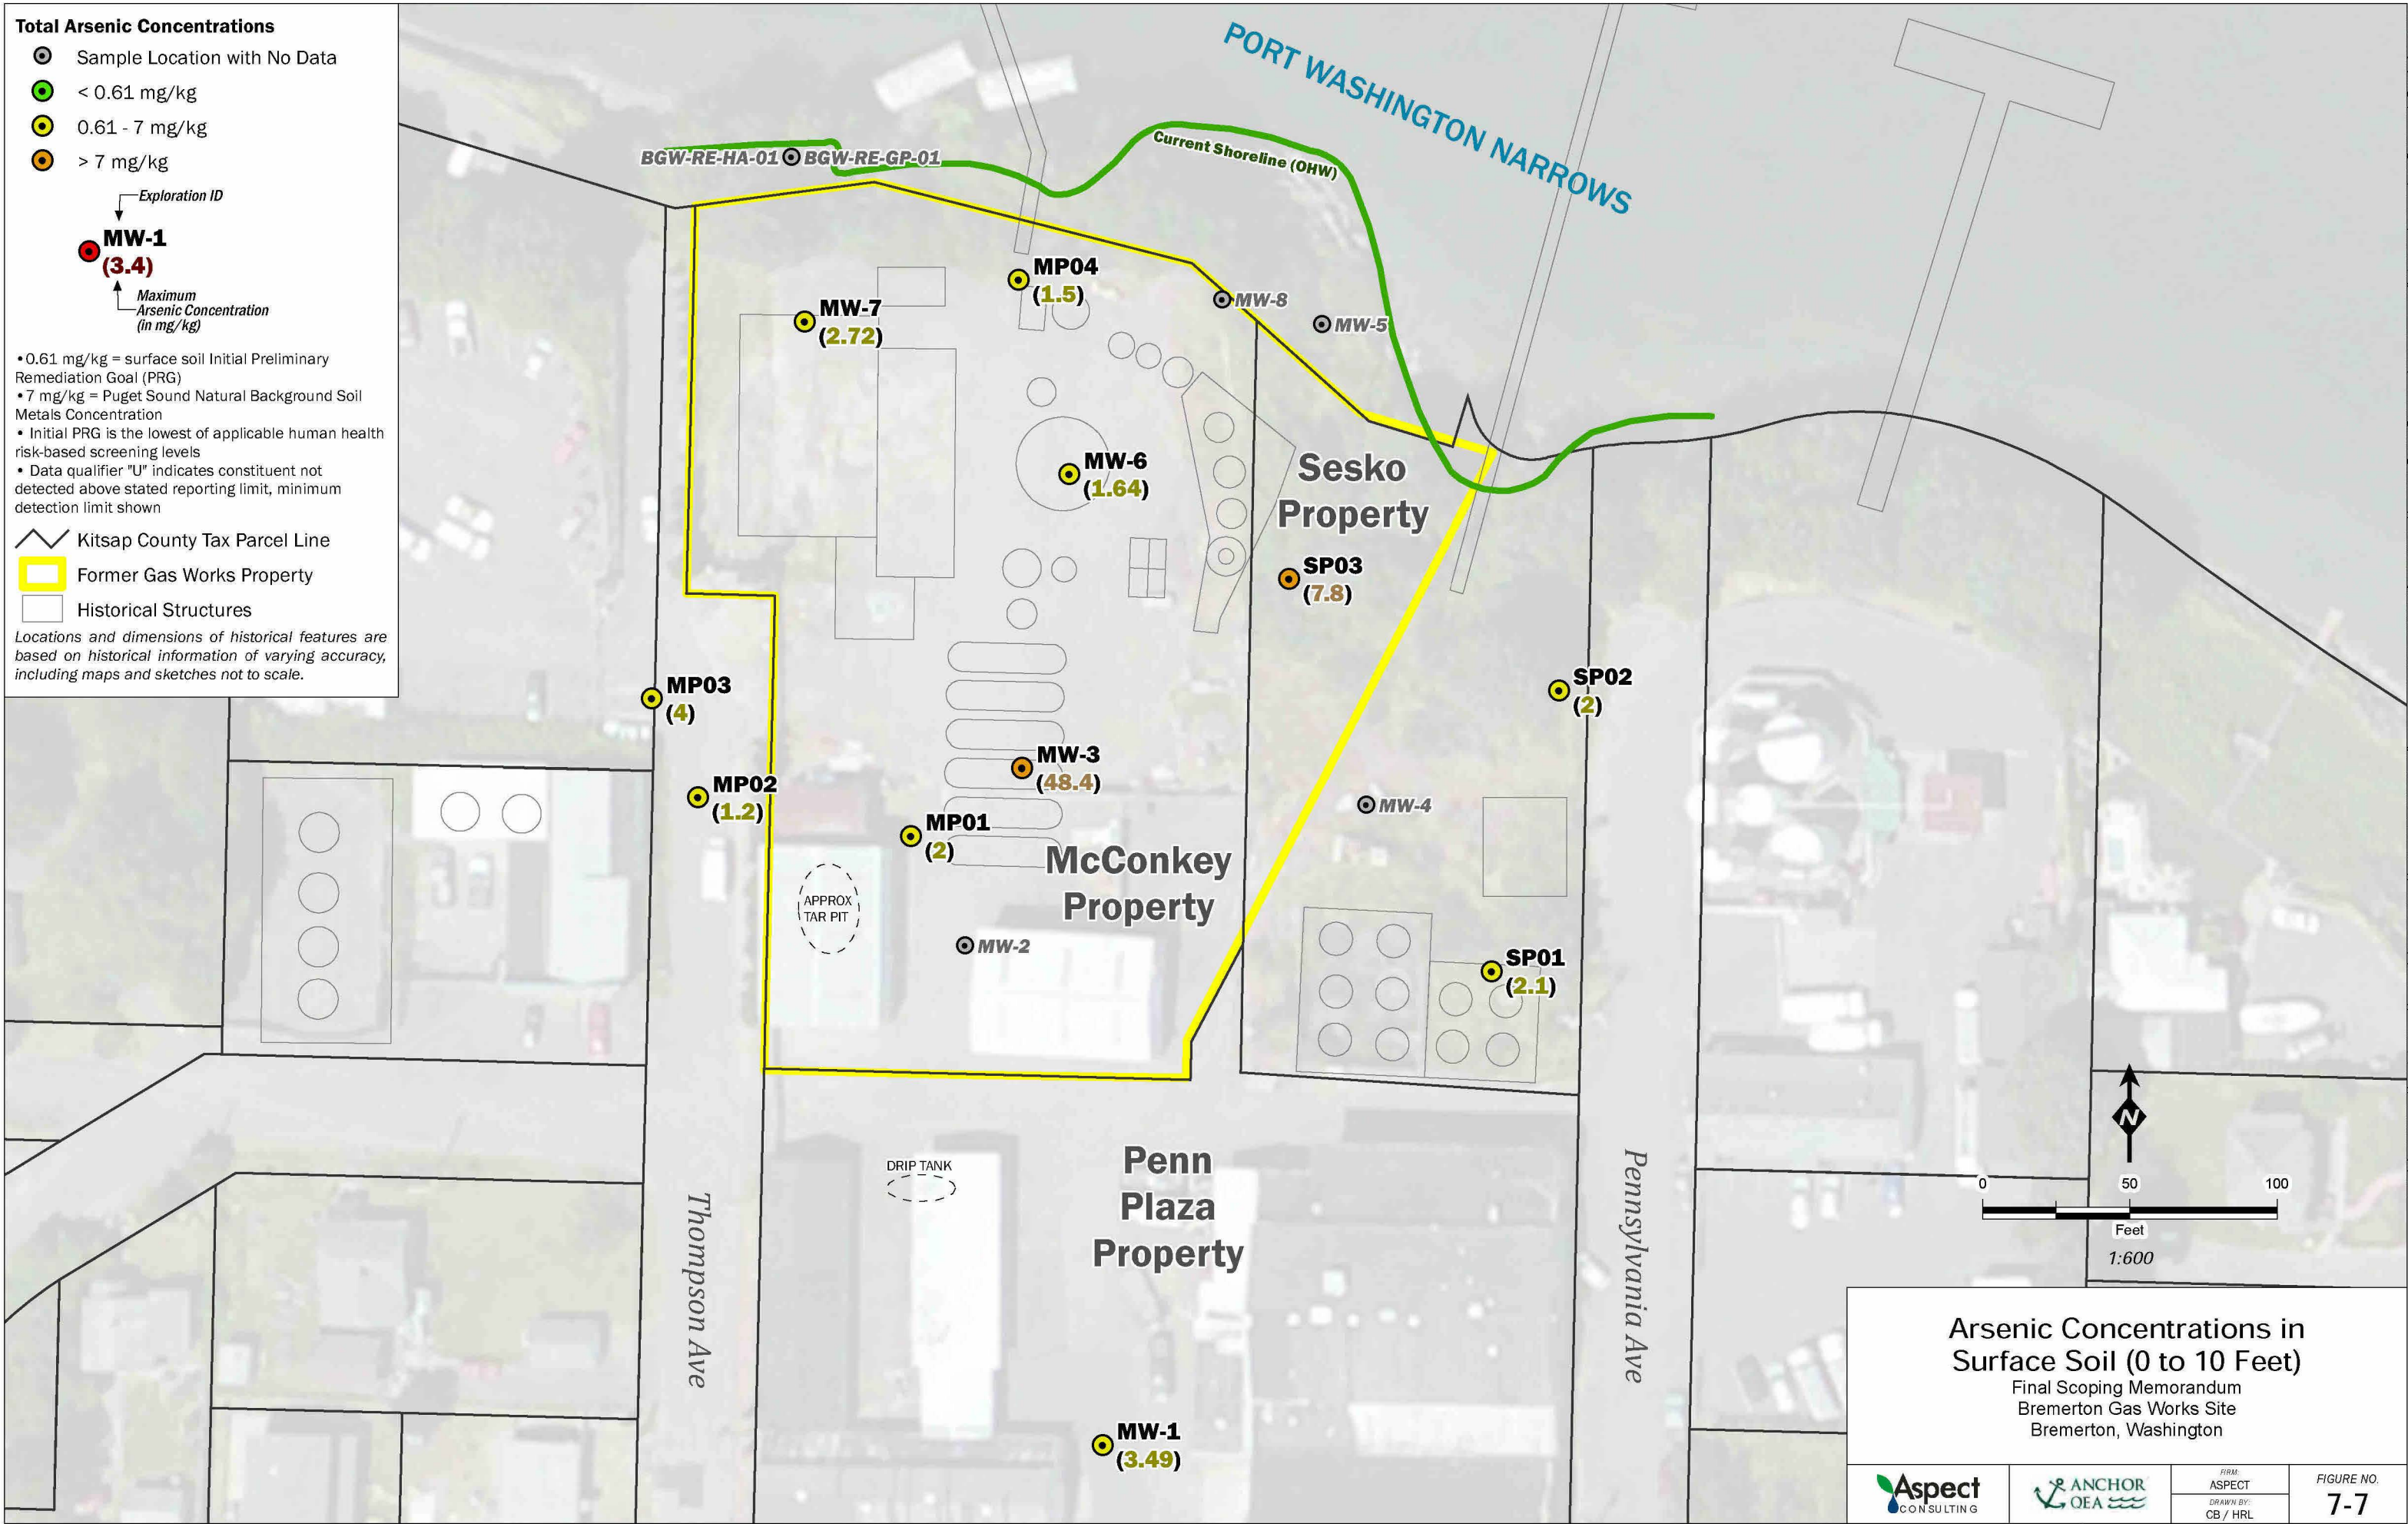 Total Arsenic Concentrations
Sample Location with No Data
< 0.61 mg/kg
0.61 - 7 mg/kg
> 7 mg/kg
Exploration ID
MW-1
(3.4)
Maximum
Arsenic Concentration
(in mg/kg)
•0.61 mg/kg = surface soil Initial Preliminary
Remediation Goal (PRG)
•7 mg/kg = Puget Sound Natural Background Soil
Metals Concentration
• Initial PRG is the lowest of applicable human health
risk-based screening levels
• Data qualifier "U" indicates constituent not
detected above stated reporting limit, minimum
detection limit shown
Kitsap County Tax Parcel Line
Former Gas Works Property
Historical Structures
Locations and dimensions of historical features are
based on historical information of varying accuracy,
including maps and sketches not to scale.
PORT WASHINGTON NARROWS
Current Shoreline (OHW)
BGW-RE-HA-01 BGW-RE-GP-01
MP04
(1.5)
MW-7
(2.72)
MW-8
MW-5
MW-6
(1.64)
Sesko
Property
SP03
(7.8)
MP03
(4)
SP02
(2)
MW-3
(48.4)
MP02
(1.2)
MW-4
MP01
(2)
McConkey
Property
APPROX
TAR PIT
MW-2
SP01
(2.1)
DRIP TANK
Penn
Plaza
Property
Thompson Ave
Pennsylvania Ave
MW-1
(3.49)
N
0 50 100
Feet
1:600
Arsenic Concentrations in
Surface Soil (0 to 10 Feet)
Final Scoping Memorandum
Bremerton Gas Works Site
Bremerton, Washington
Aspect
CONSULTING
ANCHOR
QEA
FIRM:
ASPECT
DRAWN BY:
CB / HRL
FIGURE NO.
7-7